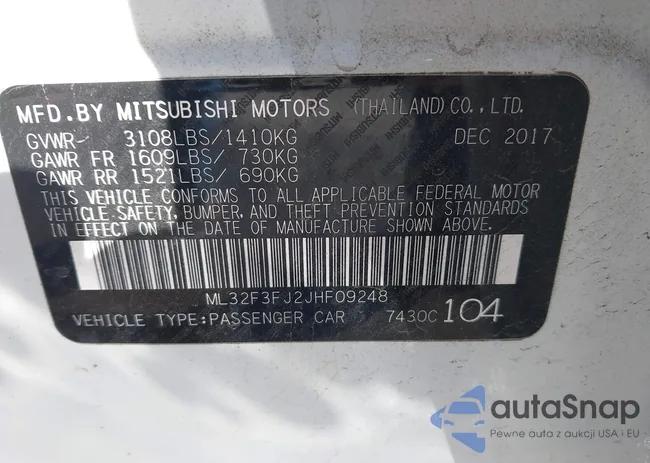 MFD.BY MITSUBISHI MOTORS (THAILAND)CO.,LTD.
GVWR- 3108LBS/1410KG DEC 2017
GAWR FR 1609LBS/ 730KG
GAWR RR 1521LBS/ 690KG
THIS VEHICLE CONFORMS TO ALL APPLICABLE FEDERAL MOTOR
VEHICLE SAFETY, BUMPER, AND THEFT PREVENTION STANDARDS
IN EFFECT ON THE DATE OF MANUFACTURE SHOWN ABOVE.
ML32F3FJ2JHF09248
VEHICLE TYPE:PASSENGER CAR 7430C 104
autaSnap
Pewne auta z aukcji USA i EU